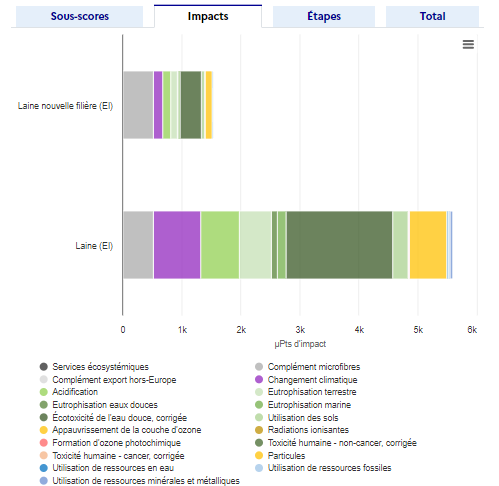 Sous-scores Impacts Étapes Total
Laine nouvelle filière (EI)
Laine (EI)
0 1k 2k 3k 4k 5k 6k
µPts d'impact
Services écosystémiques Complément microfibres
Complément export hors-Europe Changement climatique
Acidification Eutrophisation terrestre
Eutrophisation eaux douces Eutrophisation marine
Écotoxicité de l'eau douce, corrigée Utilisation des sols
Appauvrissement de la couche d'ozone Radiations ionisantes
Formation d'ozone photochimique Toxicité humaine - non-cancer, corrigée
Toxicité humaine - cancer, corrigée Particules
Utilisation de ressources en eau Utilisation de ressources fossiles
Utilisation de ressources minérales et métalliques